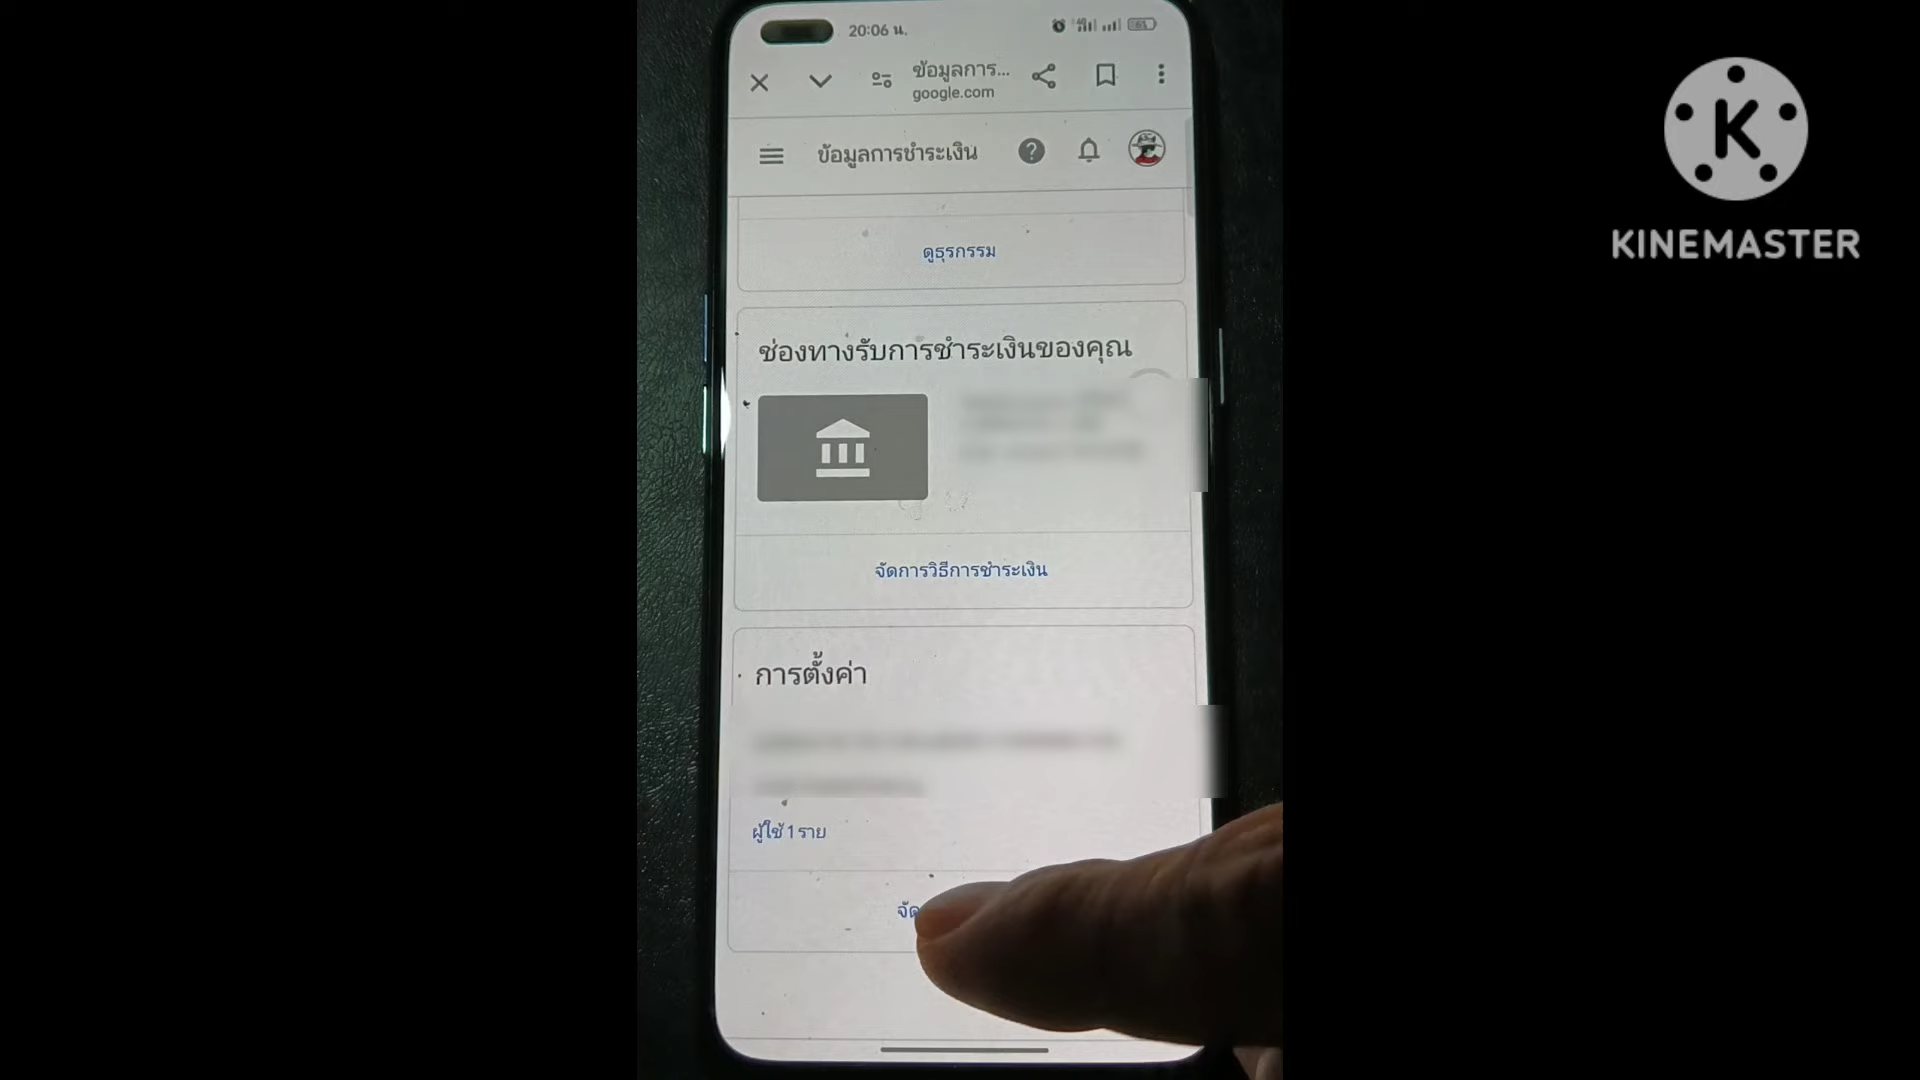 20:06 น.
61
ข้อมูลการ...
google.com
ข้อมูลการชำระเงิน
ดูธุรกรรม
ช่องทางรับการชำระเงินของคุณ
จัดการวิธีการชำระเงิน
การตั้งค่า
ผู้ใช้ 1 ราย
K
KINEMASTER